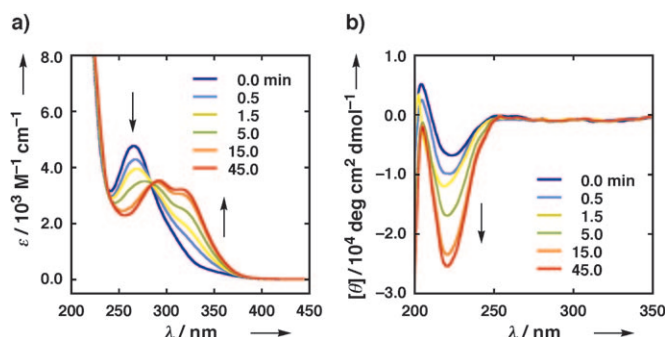 a)
8.0
6.0
4.0
2.0
0.0
ε / 10³ M⁻¹ cm⁻¹
0.0 min
0.5
1.5
5.0
15.0
45.0
200 250 300 350 400 450
λ / nm
b)
1.0
0.0
−1.0
−2.0
−3.0
[θ] / 10⁴ deg cm² dmol⁻¹
0.0 min
0.5
1.5
5.0
15.0
45.0
200 250 300 350
λ / nm